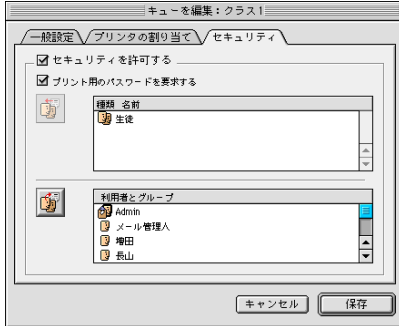 キューを編集：クラス1
一般設定 プリンタの割り当て セキュリティ
セキュリティを許可する
プリント用のパスワードを要求する
種類 名前
生徒
利用者とグループ
Admin
メール管理人
増田
長山
キャンセル 保存